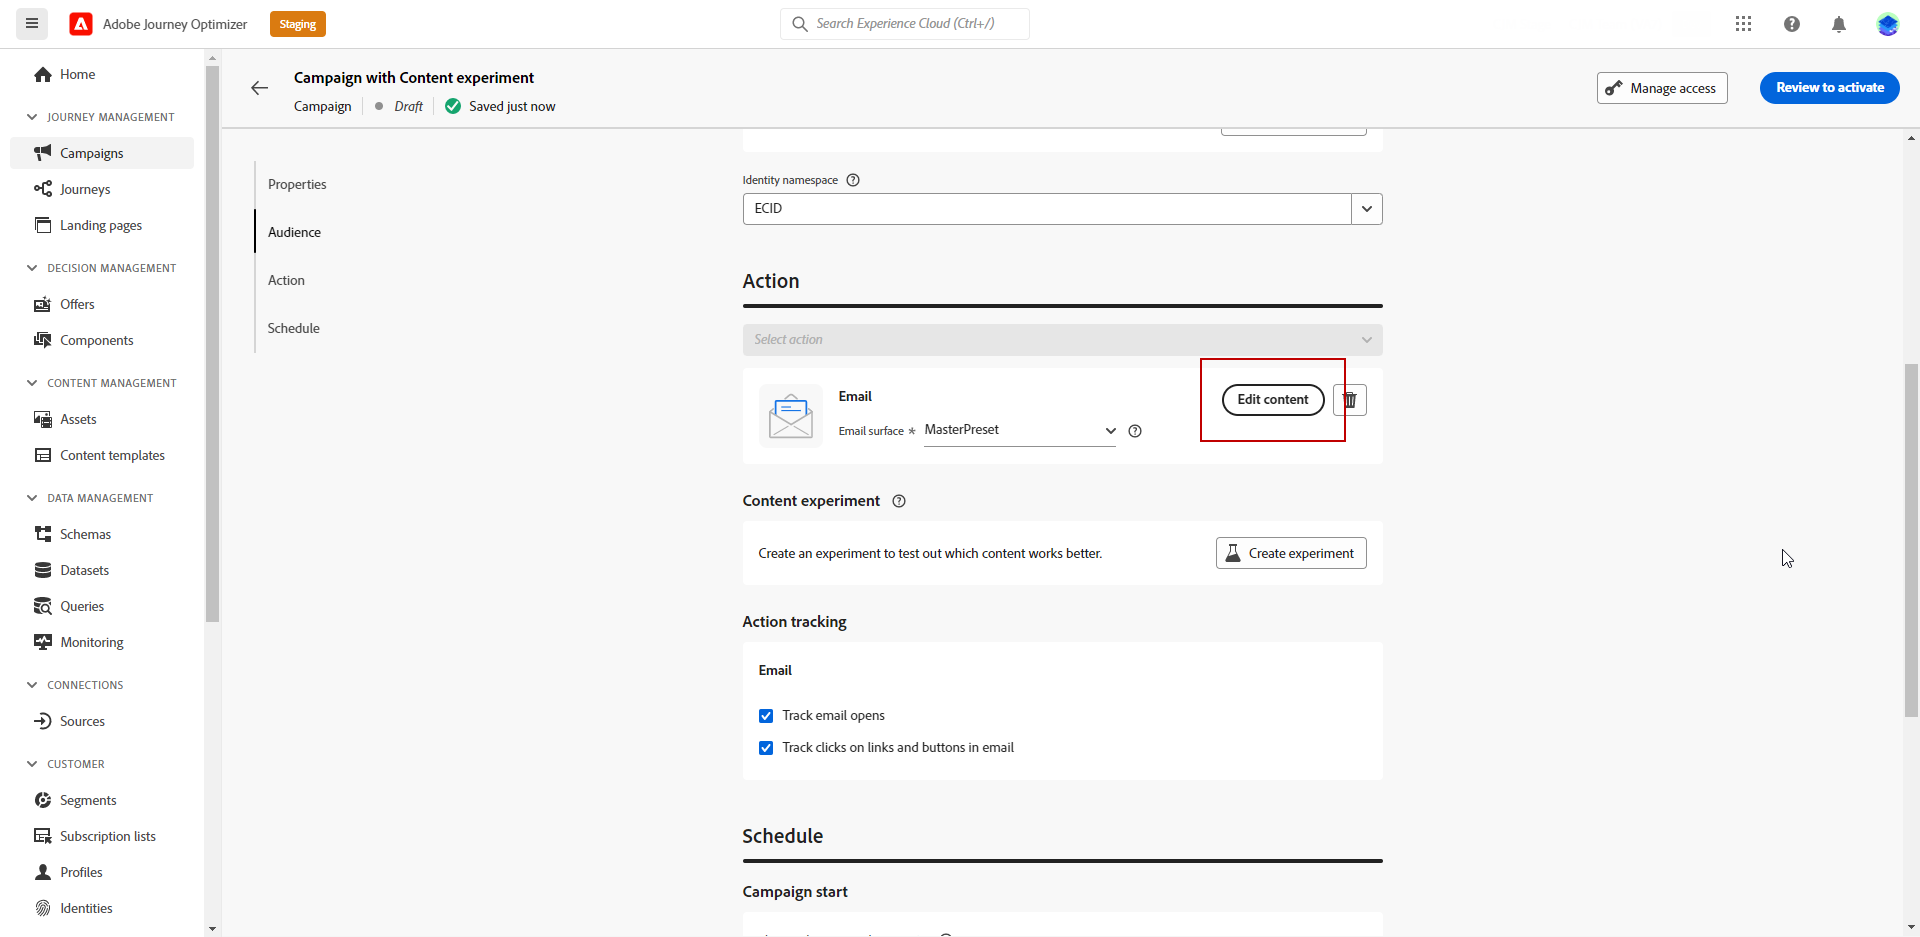 Adobe Journey Optimizer
Staging
Search Experience Cloud (Ctrl+/)
Home
JOURNEY MANAGEMENT
Campaigns
Journeys
Landing pages
DECISION MANAGEMENT
Offers
Components
CONTENT MANAGEMENT
Assets
Content templates
DATA MANAGEMENT
Schemas
Datasets
Queries
Monitoring
CONNECTIONS
Sources
CUSTOMER
Segments
Subscription lists
Profiles
Identities
Campaign with Content experiment
Campaign
Draft
Saved just now
Manage access
Review to activate
Properties
Audience
Action
Schedule
Identity namespace
ECID
Action
Select action
Email
Email surface * MasterPreset
Edit content
Content experiment
Create an experiment to test out which content works better.
Create experiment
Action tracking
Email
Track email opens
Track clicks on links and buttons in email
Schedule
Campaign start